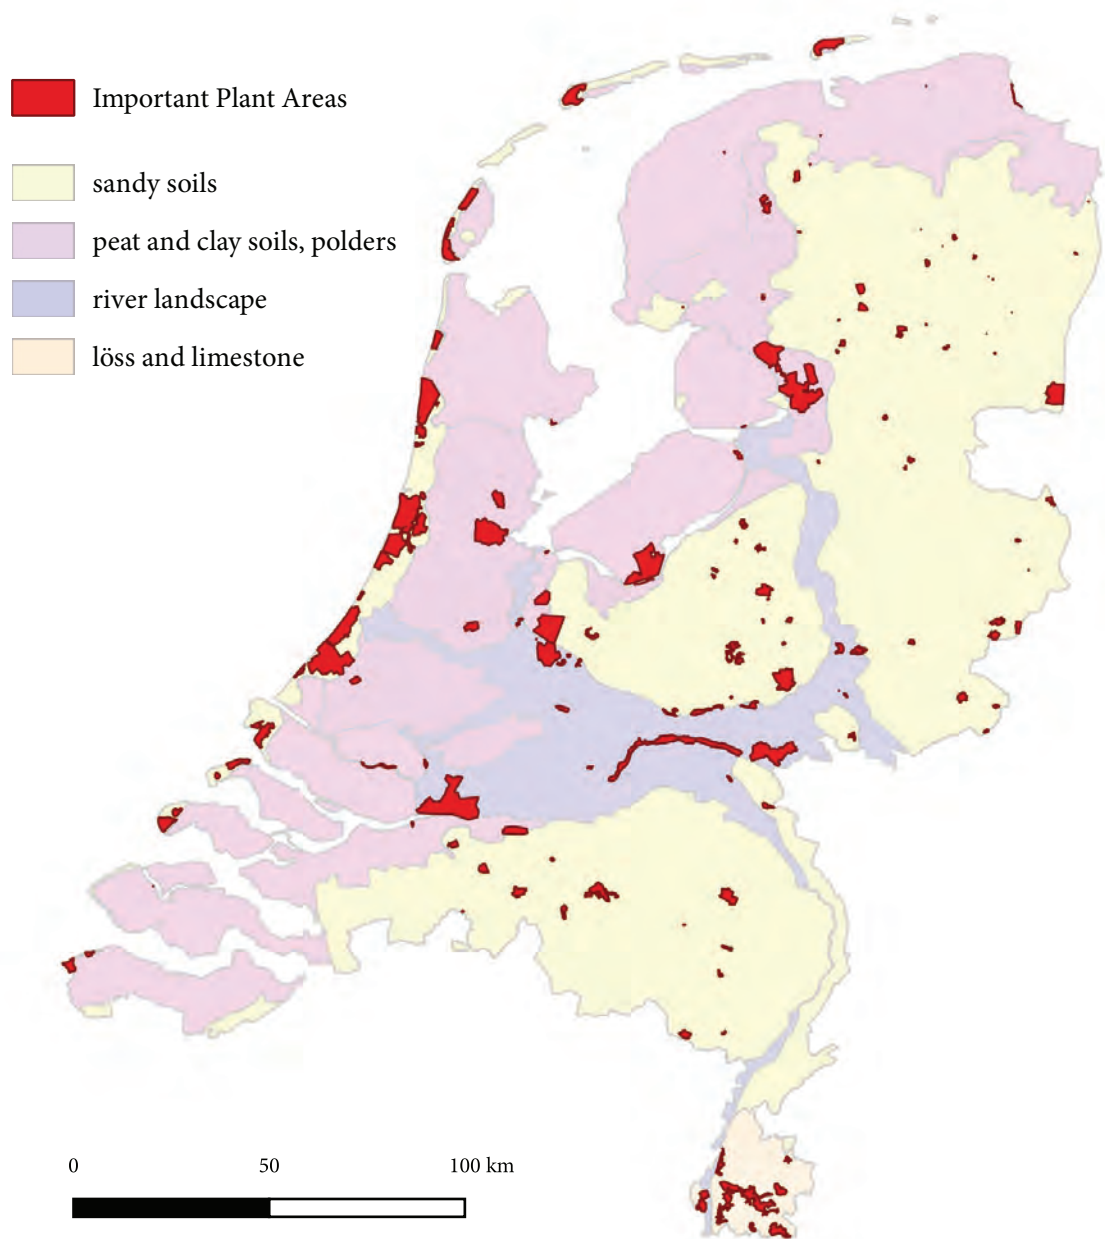 Important Plant Areas
sandy soils
peat and clay soils, polders
river landscape
löss and limestone
0 50 100 km